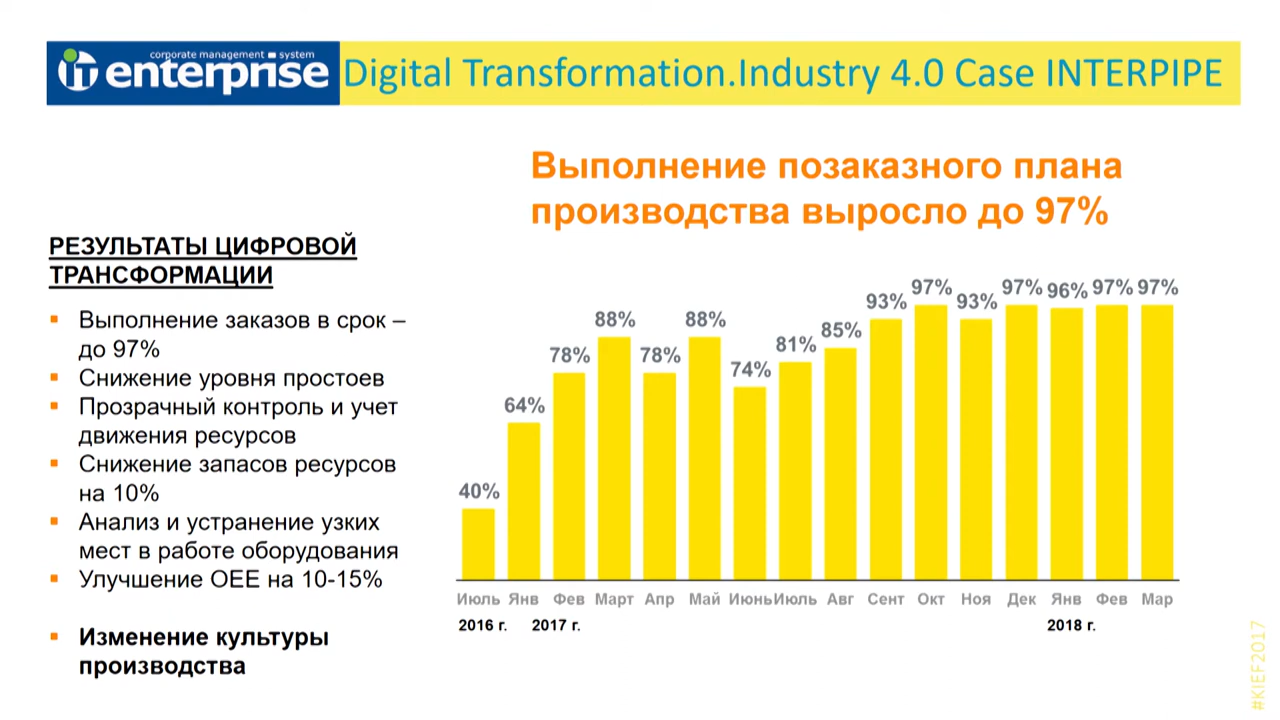 corporate management system
iT enterprise
Digital Transformation.Industry 4.0 Case INTERPIPE
Выполнение позаказного плана
производства выросло до 97%
РЕЗУЛЬТАТЫ ЦИФРОВОЙ
ТРАНСФОРМАЦИИ
Выполнение заказов в срок –
до 97%
Снижение уровня простоев
Прозрачный контроль и учет
движения ресурсов
Снижение запасов ресурсов
на 10%
Анализ и устранение узких
мест в работе оборудования
Улучшение ОЕЕ на 10-15%
Изменение культуры
производства
40% 64% 78% 88% 78% 88% 74% 81% 85% 93% 97% 93% 97% 96% 97% 97%
Июль Янв Фев Март Апр Май Июнь Июль Авг Сент Окт Ноя Дек Янв Фев Мар
2016 г. 2017 г. 2018 г.
#KIEF2017